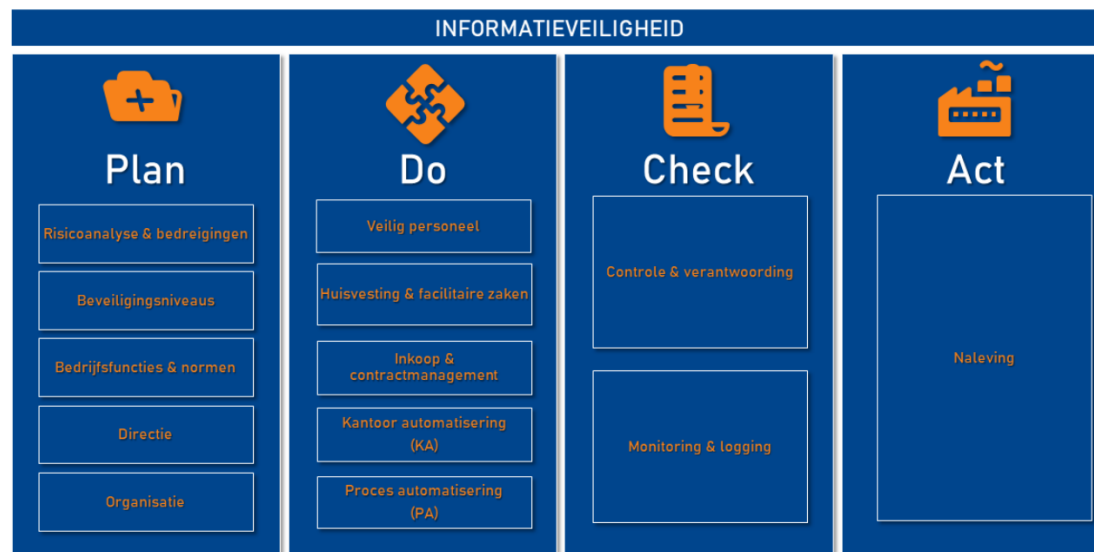 INFORMATIEVEILIGHEID
Plan
Risicoanalyse & bedreigingen
Beveiligingsniveaus
Bedrijfsfuncties & normen
Directie
Organisatie
Do
Veilig personeel
Huisvesting & facilitaire zaken
Inkoop &
contractmanagement
Kantoor automatisering
(KA)
Proces automatisering
(PA)
Check
Controle & verantwoording
Monitoring & logging
Act
Naleving